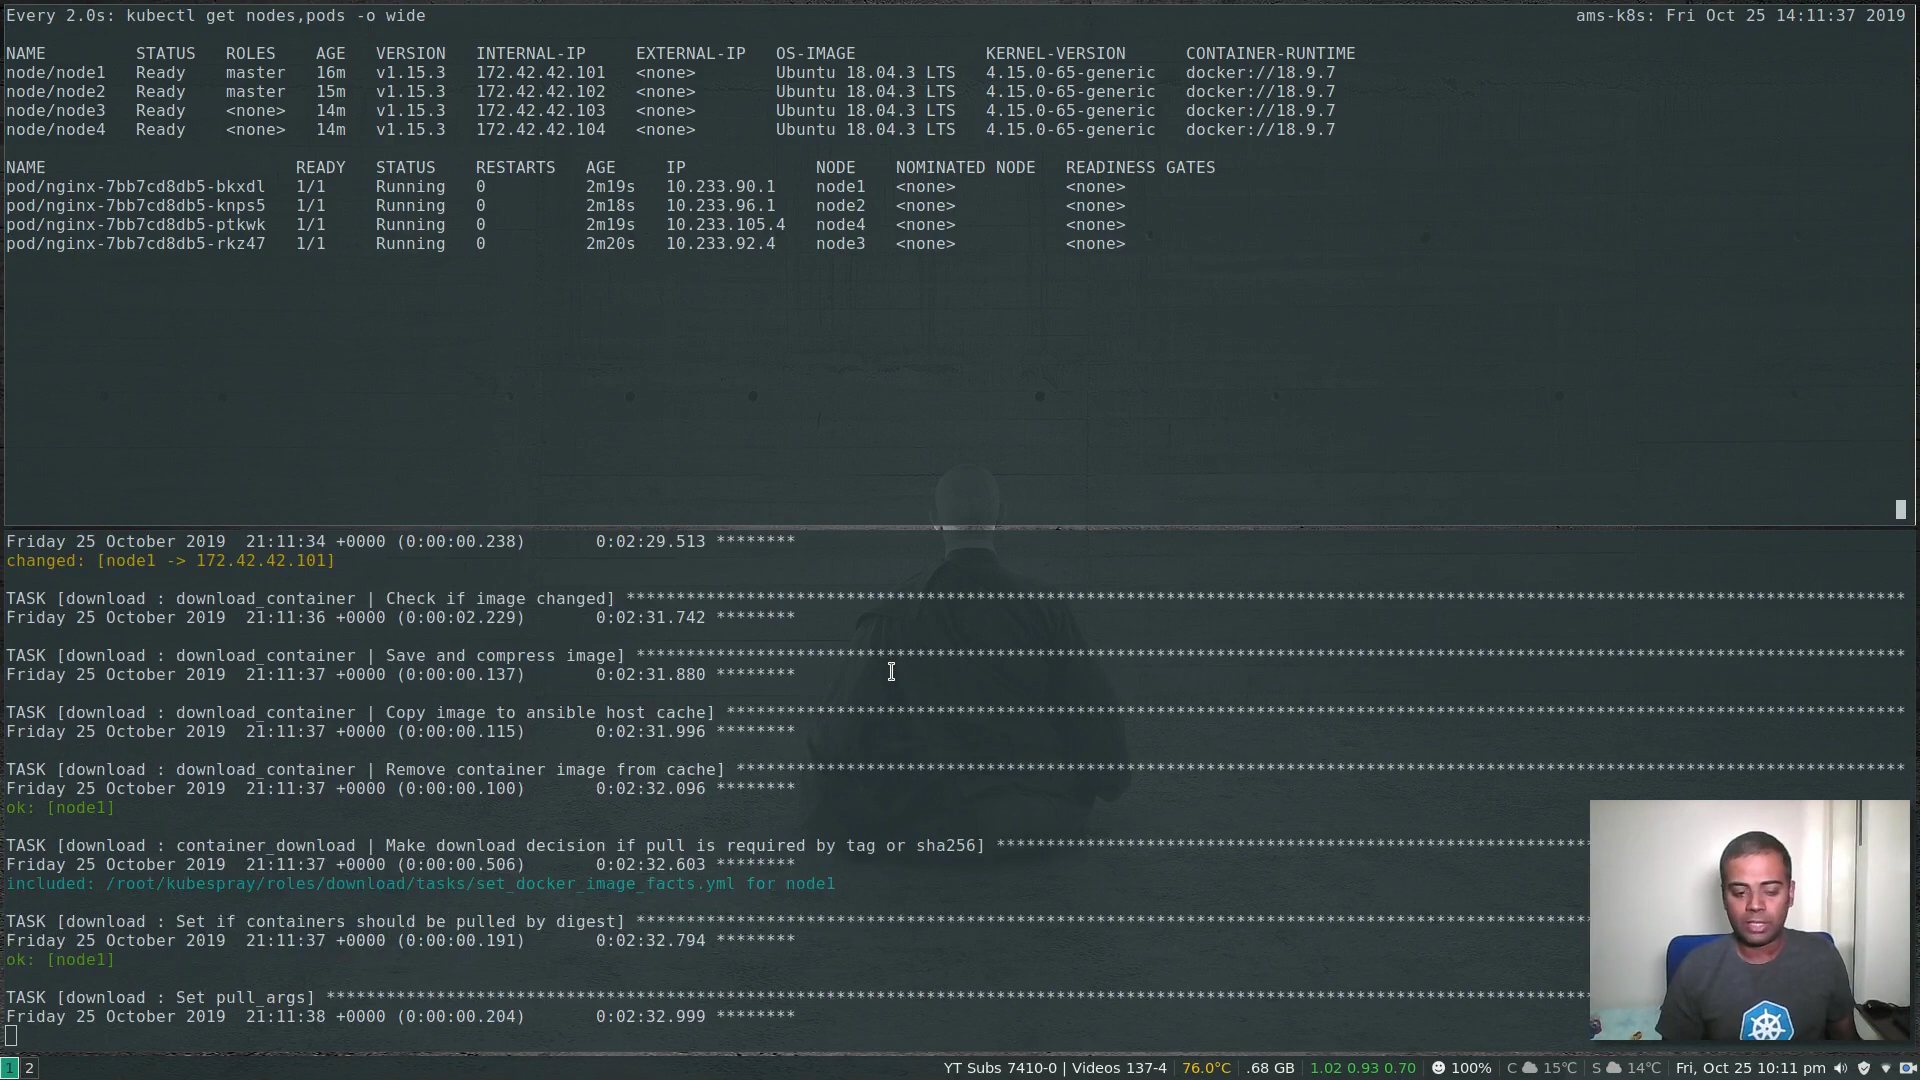 Every 2.0s: kubectl get nodes,pods -o wide ams-k8s: Fri Oct 25 14:11:37 2019
NAME STATUS ROLES AGE VERSION INTERNAL-IP EXTERNAL-IP OS-IMAGE KERNEL-VERSION CONTAINER-RUNTIME
node/node1 Ready master 16m v1.15.3 172.42.42.101 <none> Ubuntu 18.04.3 LTS 4.15.0-65-generic docker://18.9.7
node/node2 Ready master 15m v1.15.3 172.42.42.102 <none> Ubuntu 18.04.3 LTS 4.15.0-65-generic docker://18.9.7
node/node3 Ready <none> 14m v1.15.3 172.42.42.103 <none> Ubuntu 18.04.3 LTS 4.15.0-65-generic docker://18.9.7
node/node4 Ready <none> 14m v1.15.3 172.42.42.104 <none> Ubuntu 18.04.3 LTS 4.15.0-65-generic docker://18.9.7
NAME READY STATUS RESTARTS AGE IP NODE NOMINATED NODE READINESS GATES
pod/nginx-7bb7cd8db5-bkxdl 1/1 Running 0 2m19s 10.233.90.1 node1 <none> <none>
pod/nginx-7bb7cd8db5-knps5 1/1 Running 0 2m18s 10.233.96.1 node2 <none> <none>
pod/nginx-7bb7cd8db5-ptkwk 1/1 Running 0 2m19s 10.233.105.4 node4 <none> <none>
pod/nginx-7bb7cd8db5-rkz47 1/1 Running 0 2m20s 10.233.92.4 node3 <none> <none>
Friday 25 October 2019 21:11:34 +0000 (0:00:00.238) 0:02:29.513 ********
changed: [node1 -> 172.42.42.101]
TASK [download : download_container | Check if image changed] ********************************************************************************************************************************
Friday 25 October 2019 21:11:36 +0000 (0:00:02.229) 0:02:31.742 ********
TASK [download : download_container | Save and compress image] *******************************************************************************************************************************
Friday 25 October 2019 21:11:37 +0000 (0:00:00.137) 0:02:31.880 ********
TASK [download : download_container | Copy image to ansible host cache] **********************************************************************************************************************
Friday 25 October 2019 21:11:37 +0000 (0:00:00.115) 0:02:31.996 ********
TASK [download : download_container | Remove container image from cache] *********************************************************************************************************************
Friday 25 October 2019 21:11:37 +0000 (0:00:00.100) 0:02:32.096 ********
ok: [node1]
TASK [download : container_download | Make download decision if pull is required by tag or sha256] ************************************************************
Friday 25 October 2019 21:11:37 +0000 (0:00:00.506) 0:02:32.603 ********
included: /root/kubespray/roles/download/tasks/set_docker_image_facts.yml for node1
TASK [download : Set if containers should be pulled by digest] ************************************************************************************************
Friday 25 October 2019 21:11:37 +0000 (0:00:00.191) 0:02:32.794 ********
ok: [node1]
TASK [download : Set pull_args] *******************************************************************************************************************************
Friday 25 October 2019 21:11:38 +0000 (0:00:00.204) 0:02:32.999 ********
1 2 YT Subs 7410-0 | Videos 137-4 76.0°C .68 GB 1.02 0.93 0.70 100% C 15°C S 14°C Fri, Oct 25 10:11 pm